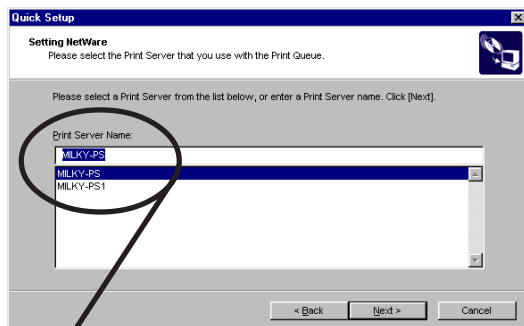 Quick Setup
Setting NetWare
Please select the Print Server that you use with the Print Queue.
Please select a Print Server from the list below, or enter a Print Server name. Click [Next].
Print Server Name:
MILKY-PS
MILKY-PS
MILKY-PS1
< Back Next > Cancel